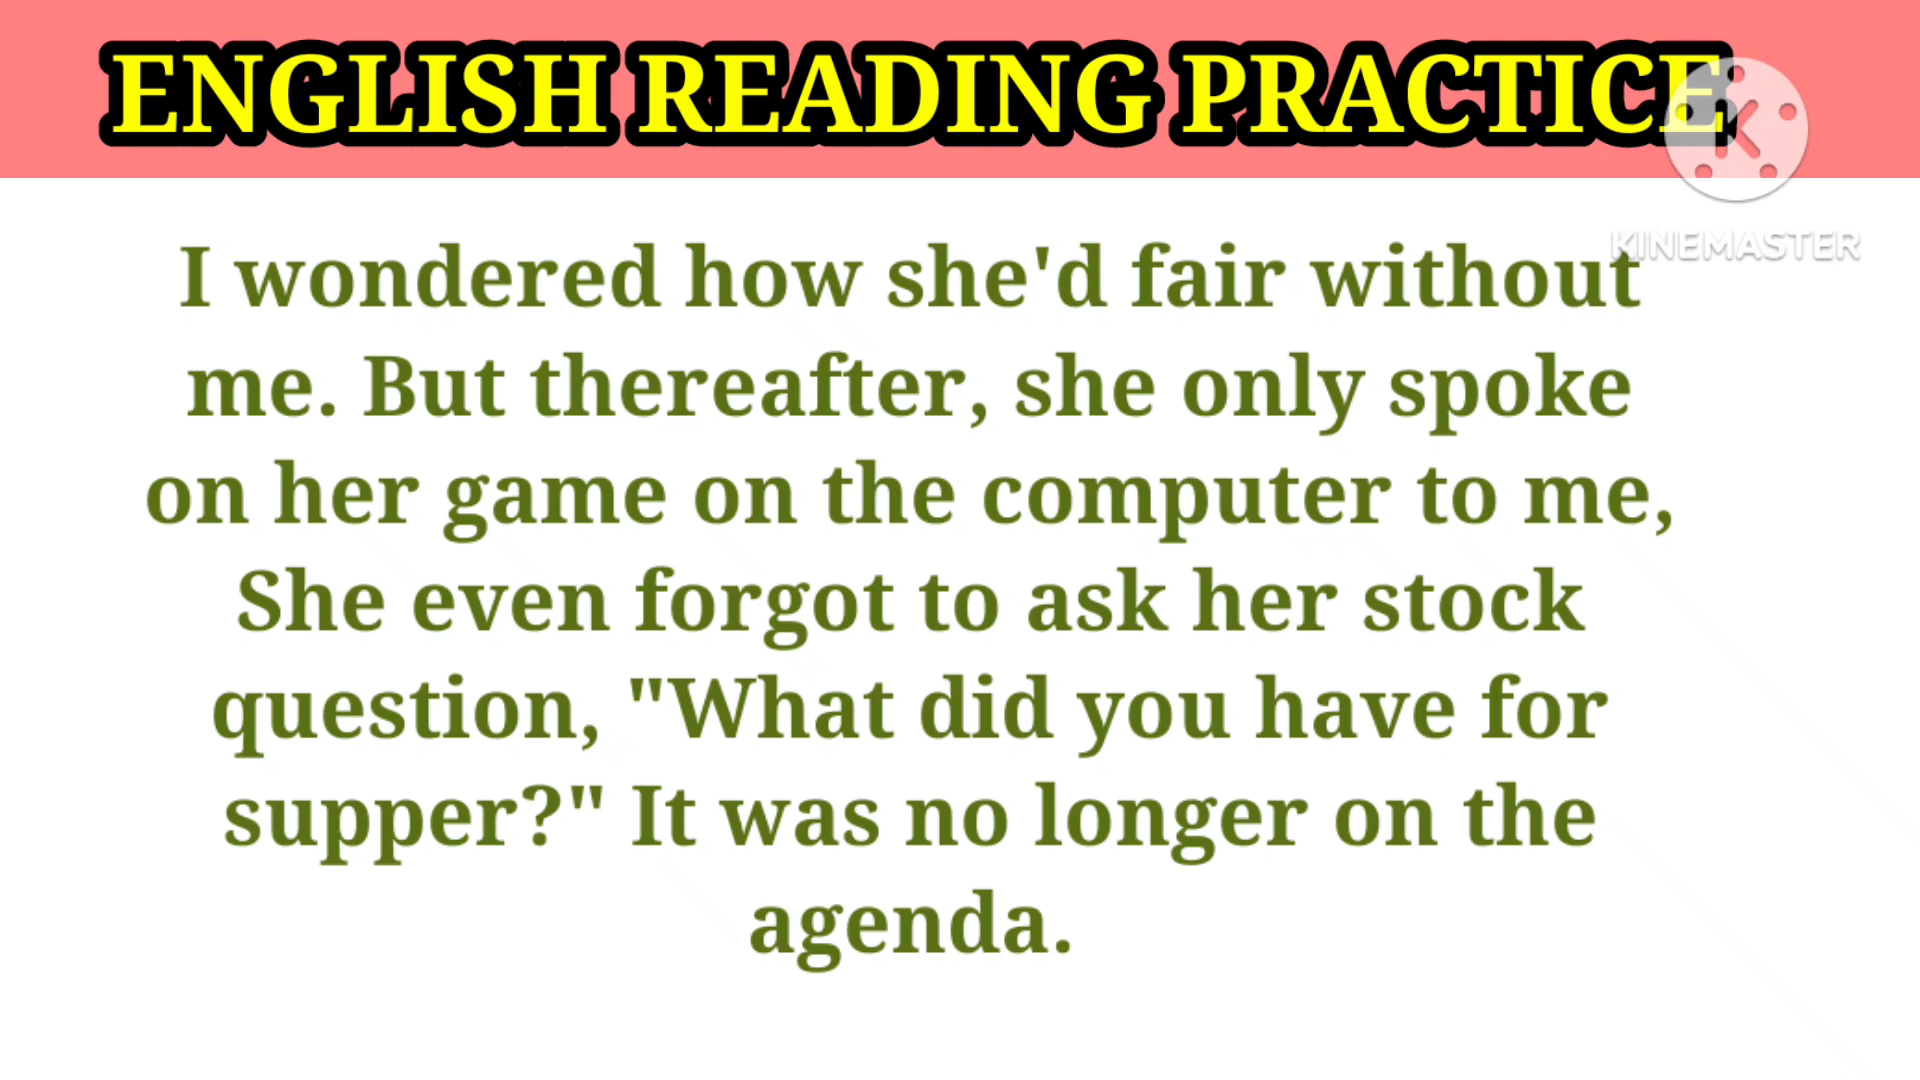 ENGLISH READING PRACTICE
KINEMASTER
I wondered how she'd fair without
me. But thereafter, she only spoke
on her game on the computer to me,
She even forgot to ask her stock
question, "What did you have for
supper?" It was no longer on the
agenda.